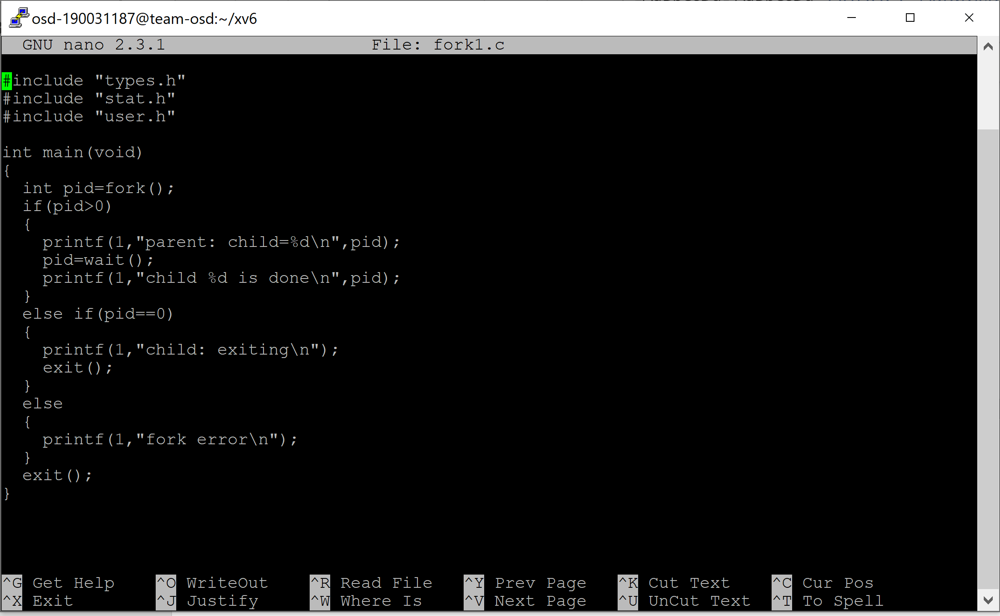 osd-190031187@team-osd:~/xv6
GNU nano 2.3.1 File: fork1.c
#include "types.h"
#include "stat.h"
#include "user.h"
int main(void)
{
int pid=fork();
if(pid>0)
{
printf(1,"parent: child=%d\n",pid);
pid=wait();
printf(1,"child %d is done\n",pid);
}
else if(pid==0)
{
printf(1,"child: exiting\n");
exit();
}
else
{
printf(1,"fork error\n");
}
exit();
}
^G Get Help ^O WriteOut ^R Read File ^Y Prev Page ^K Cut Text ^C Cur Pos
^X Exit ^J Justify ^W Where Is ^V Next Page ^U UnCut Text ^T To Spell